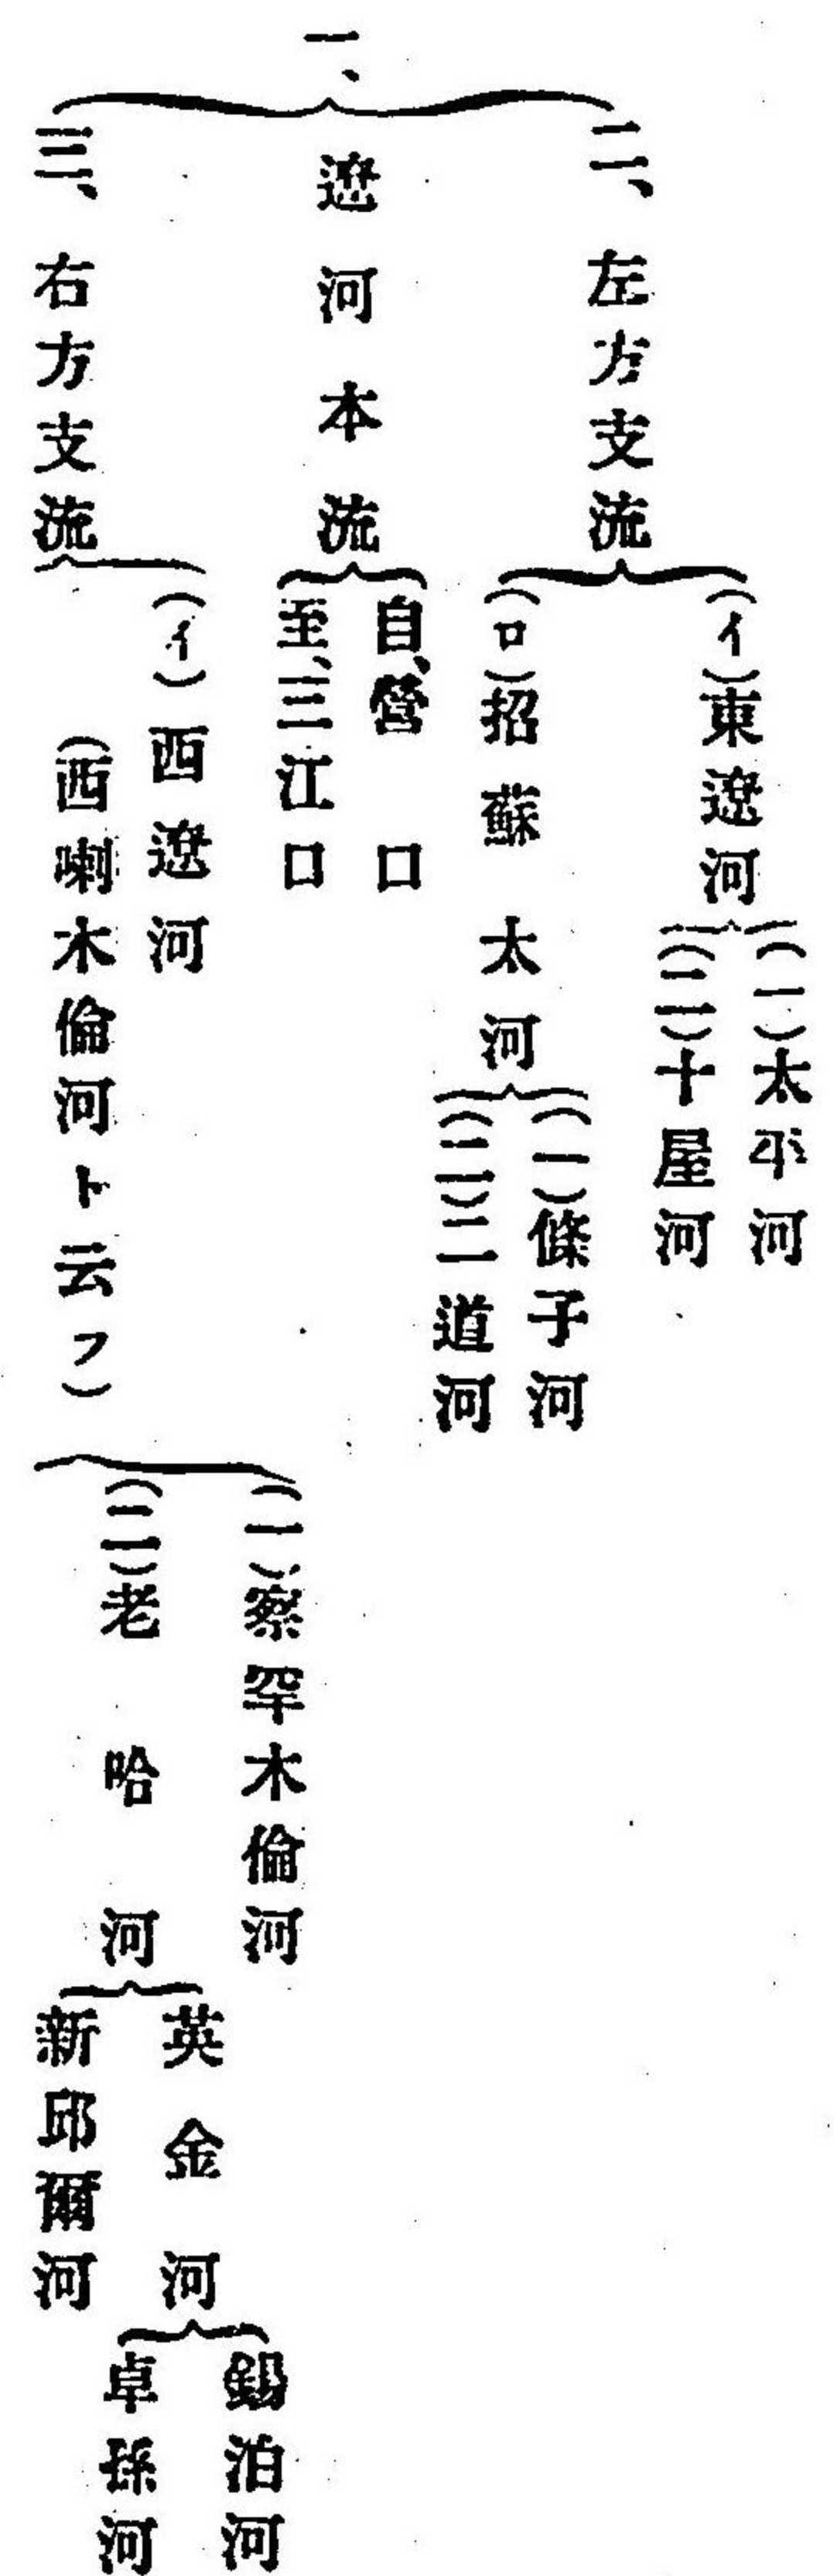 一、
二、左方支流
(イ)東遼河
(一)太平河
(二)十屋河
(ロ)招蘇太河
(一)條子河
(二)二道河
遼河本流
自、營口
至、三江口
三、右方支流
(イ)西遼河
(西喇木倫河ト云フ)
(一)察罕木倫河
(二)老哈河
英金河
錫泊河
卓孫河
新邱爾河